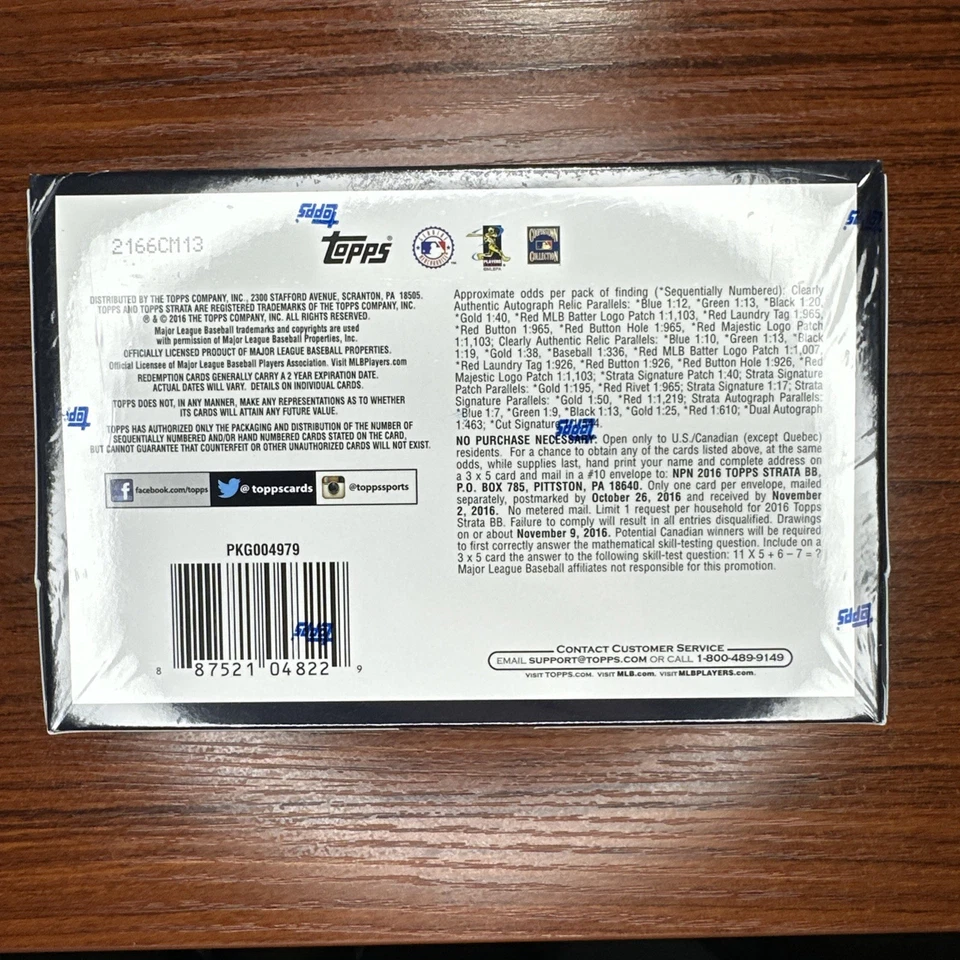 2166CM13
Topps
DISTRIBUTED BY THE TOPPS COMPANY, INC., 2300 STAFFORD AVENUE, SCRANTON, PA 18505.
TOPPS AND TOPPS STRATA ARE REGISTERED TRADEMARKS OF THE TOPPS COMPANY, INC.
® & © 2016 THE TOPPS COMPANY, INC. ALL RIGHTS RESERVED.
Major League Baseball trademarks and copyrights are used
with permission of Major League Baseball Properties, Inc.
OFFICIALLY LICENSED PRODUCT OF MAJOR LEAGUE BASEBALL PROPERTIES.
Official Licensee of Major League Baseball Players Association. Visit MLBPlayers.com
REDEMPTION CARDS GENERALLY CARRY A 2 YEAR EXPIRATION DATE.
ACTUAL DATES WILL VARY. DETAILS ON INDIVIDUAL CARDS.
TOPPS DOES NOT, IN ANY MANNER, MAKE ANY REPRESENTATIONS AS TO WHETHER
ITS CARDS WILL ATTAIN ANY FUTURE VALUE.
TOPPS HAS AUTHORIZED ONLY THE PACKAGING AND DISTRIBUTION OF THE NUMBER OF
SEQUENTIALLY NUMBERED AND/OR HAND NUMBERED CARDS STATED ON THE CARD,
BUT CANNOT GUARANTEE THAT COUNTERFEIT OR OTHER UNAUTHORIZED CARDS WILL NOT EXIST.
facebook.com/topps
@toppscards
@toppssports
PKG004979
8 87521 04822 9
COOPERSTOWN
COLLECTION
PLAYERS
Approximate odds per pack of finding (*Sequentially Numbered): Clearly
Authentic Autograph Relic Parallels: *Blue 1:12, *Green 1:13, *Black 1:20,
*Gold 1:40, *Red MLB Batter Logo Patch 1:1,103, *Red Laundry Tag 1:965,
*Red Button 1:965, *Red Button Hole 1:965, *Red Majestic Logo Patch
1:1,103; Clearly Authentic Relic Parallels: *Blue 1:10, *Green 1:13, *Black
1:19, *Gold 1:38, *Baseball 1:336, *Red MLB Batter Logo Patch 1:1,007,
*Red Laundry Tag 1:926, *Red Button 1:926, *Red Button Hole 1:926, *Red
Majestic Logo Patch 1:1,103; *Strata Signature Patch 1:40; Strata Signature
Patch Parallels: *Gold 1:195, *Red Rivet 1:965; Strata Signature 1:17; Strata
Signature Parallels: *Gold 1:50, *Red 1:1,219; Strata Autograph Parallels:
*Blue 1:7, *Green 1:9, *Black 1:13, *Gold 1:25, *Red 1:610; *Dual Autograph
1:463; *Cut Signature
NO PURCHASE NECESSARY. Open only to U.S./Canadian (except Quebec)
residents. For a chance to obtain any of the cards listed above, at the same
odds, while supplies last, hand print your name and complete address on
a 3 x 5 card and mail in a #10 envelope to: NPN 2016 TOPPS STRATA BB,
P.O. BOX 785, PITTSTON, PA 18640. Only one card per envelope, mailed
separately, postmarked by October 26, 2016 and received by November
2, 2016. No metered mail. Limit 1 request per household for 2016 Topps
Strata BB. Failure to comply will result in all entries disqualified. Drawings
on or about November 9, 2016. Potential Canadian winners will be required
to first correctly answer the mathematical skill-testing question. Include on a
3 x 5 card the answer to the following skill-test question: 11 X 5 + 6 – 7 = ?
Major League Baseball affiliates not responsible for this promotion.
CONTACT CUSTOMER SERVICE
EMAIL SUPPORT@TOPPS.COM OR CALL 1-800-489-9149
VISIT TOPPS.COM. VISIT MLB.com. VISIT MLBPLAYERS.com.
Topps
Topps
Topps
Topps
Topps
Topps